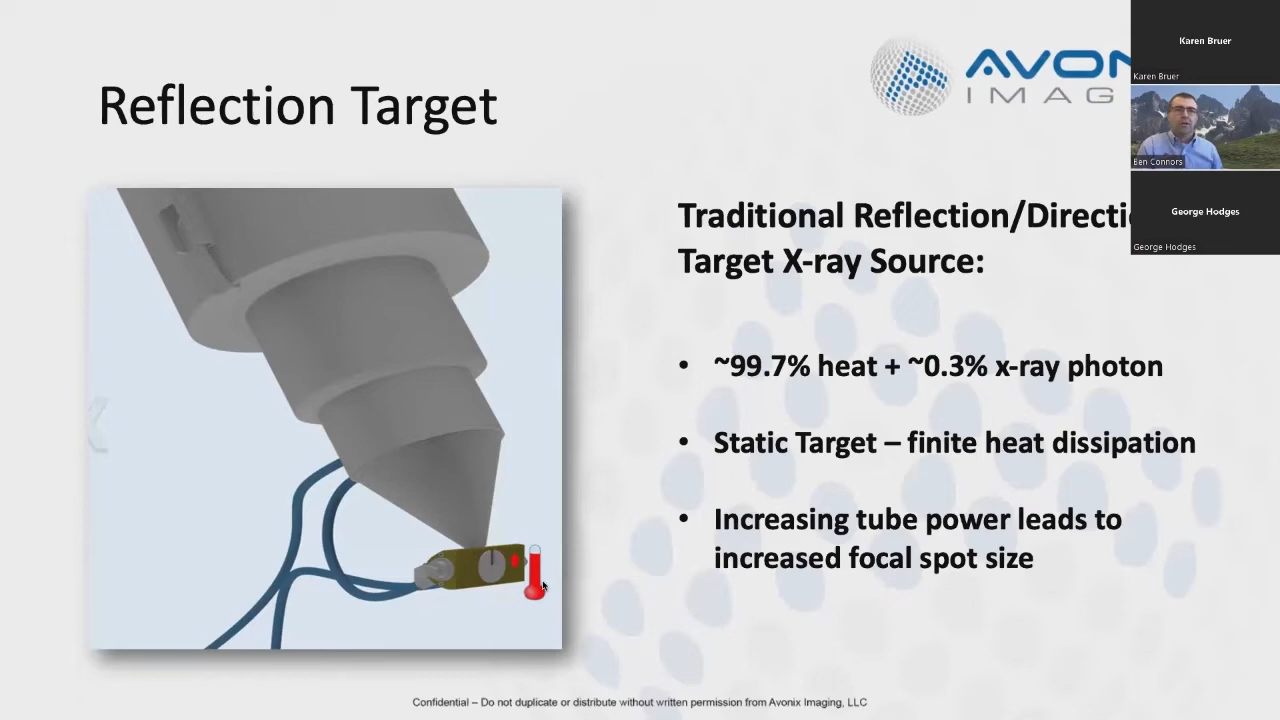 Reflection Target
AVON
IMAG
Karen Bruer
Karen Bruer
Ben Connors
George Hodges
George Hodges
Traditional Reflection/Directi
Target X-ray Source:
• ~99.7% heat + ~0.3% x-ray photon
• Static Target – finite heat dissipation
• Increasing tube power leads to
increased focal spot size
Confidential – Do not duplicate or distribute without written permission from Avonix Imaging, LLC